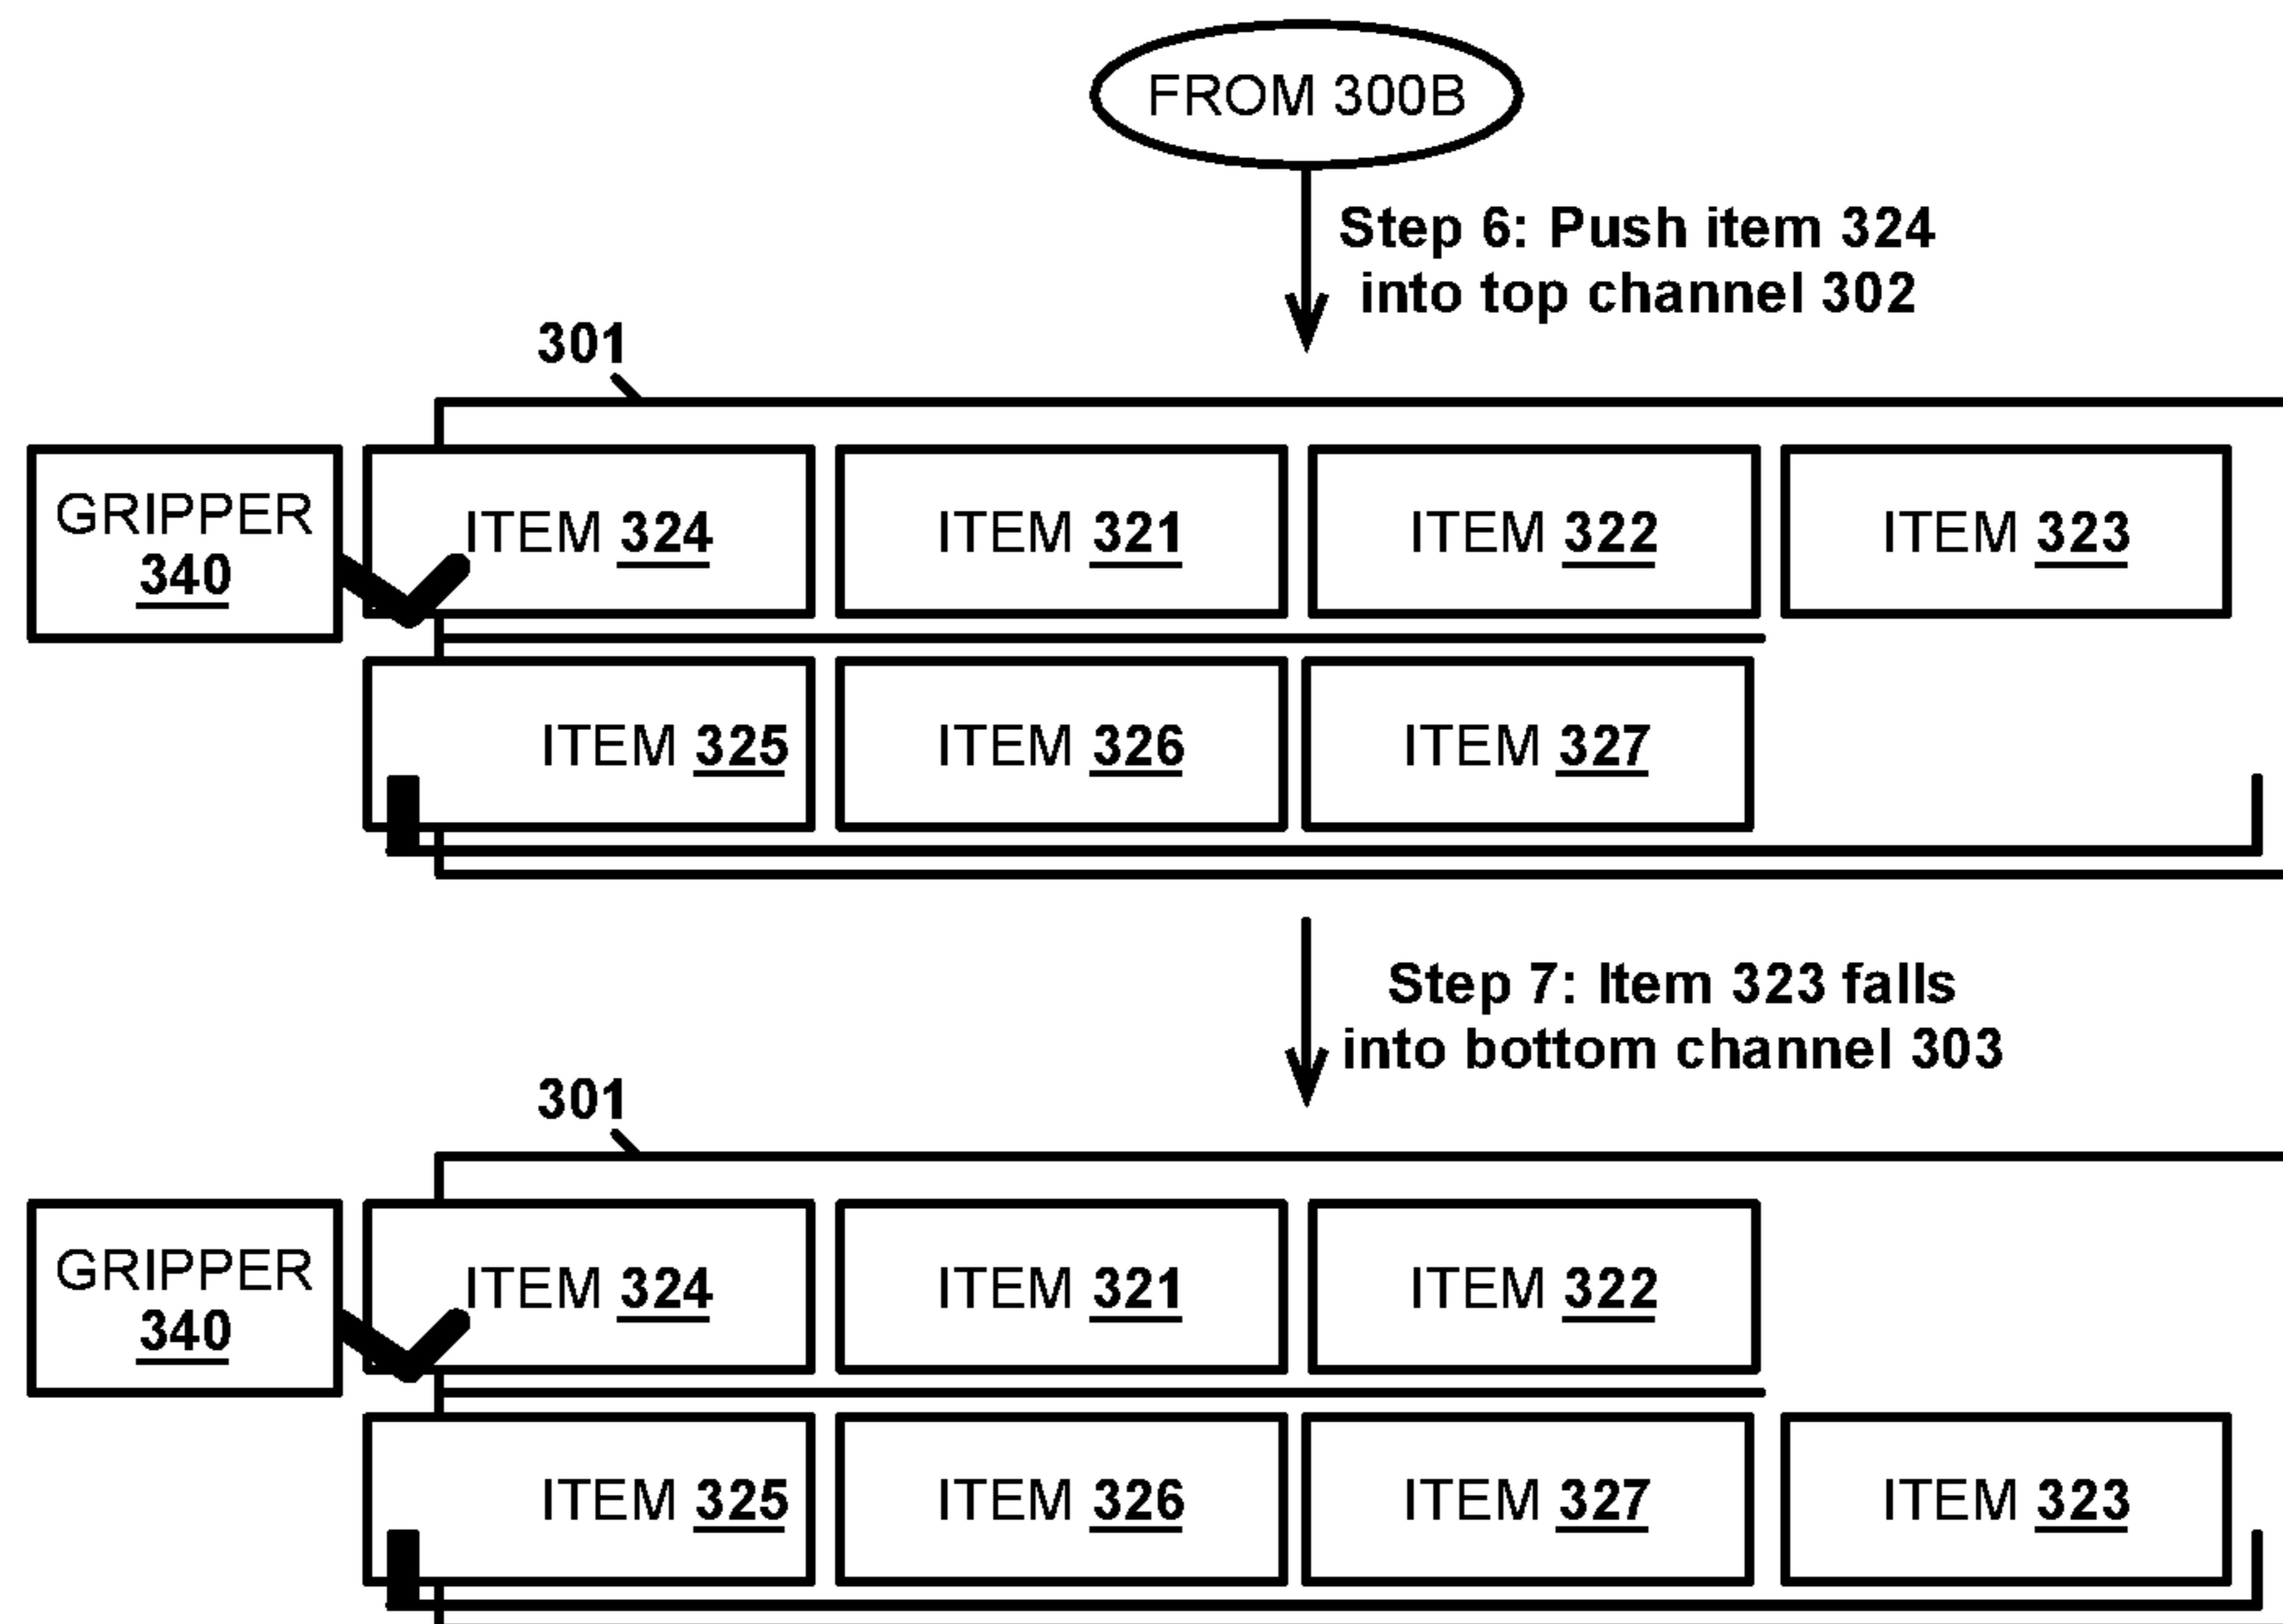 FROM 300B
Step 6: Push item 324
into top channel 302
301
GRIPPER
340
ITEM 324
ITEM 321
ITEM 322
ITEM 323
ITEM 325
ITEM 326
ITEM 327
Step 7: Item 323 falls
into bottom channel 303
301
GRIPPER
340
ITEM 324
ITEM 321
ITEM 322
ITEM 325
ITEM 326
ITEM 327
ITEM 323